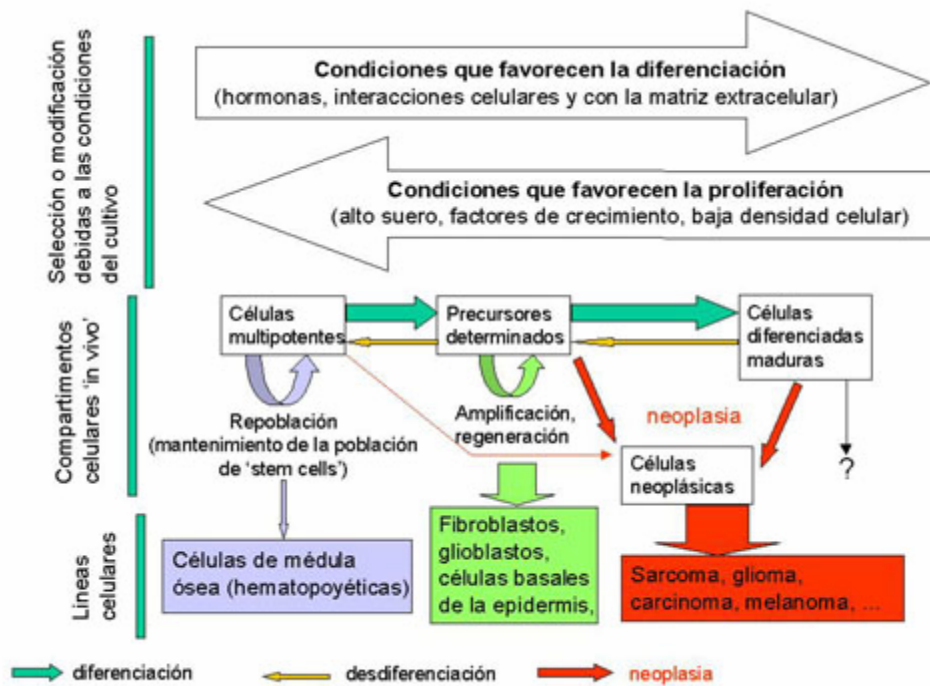 Selección o modificación
debidas a las condiciones
del cultivo
Condiciones que favorecen la diferenciación
(hormonas, interacciones celulares y con la matriz extracelular)
Condiciones que favorecen la proliferación
(alto suero, factores de crecimiento, baja densidad celular)
Compartimentos
celulares 'in vivo'
Células
multipotentes
Precursores
determinados
Células
diferenciadas
maduras
Repoblación
(mantenimiento de la población
de 'stem cells')
Amplificación,
regeneración
neoplasia
Células
neoplásicas
?
Líneas
celulares
Células de médula
ósea (hematopoyéticas)
Fibroblastos,
glioblastos,
células basales
de la epidermis,
Sarcoma, glioma,
carcinoma, melanoma, ...
diferenciación
desdiferenciación
neoplasia